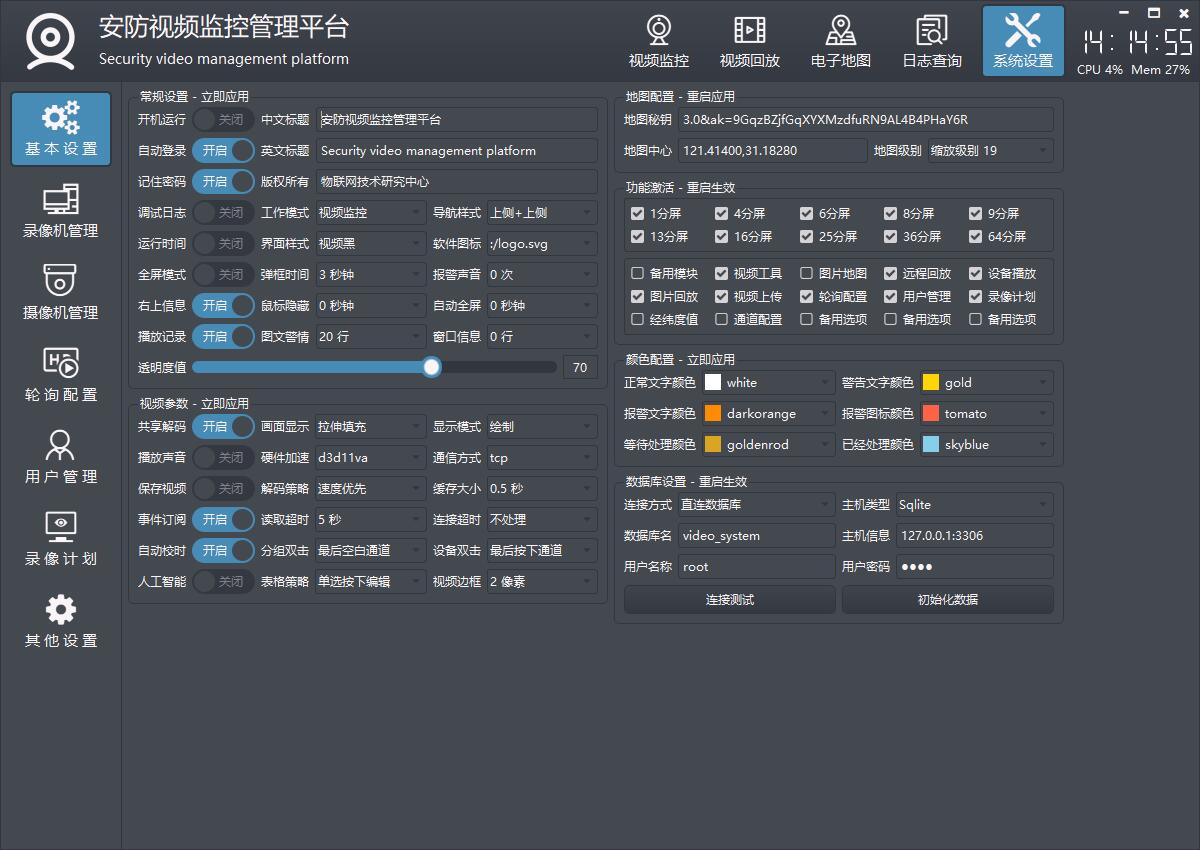 安防视频监控管理平台
Security video management platform
视频监控 视频回放 电子地图 日志查询 系统设置
14:14:55
CPU 4% Mem 27%
基本设置
录像机管理
摄像机管理
轮询配置
用户管理
录像计划
其他设置
常规设置 - 立即应用
开机运行 关闭 中文标题 安防视频监控管理平台
自动登录 开启 英文标题 Security video management platform
记住密码 开启 版权所有 物联网技术研究中心
调试日志 关闭 工作模式 视频监控 导航样式 上侧+上侧
运行时间 关闭 界面样式 视频黑 软件图标 :/logo.svg
全屏模式 关闭 弹框时间 3 秒钟 报警声音 0 次
右上信息 开启 鼠标隐藏 0 秒钟 自动全屏 0 秒钟
播放记录 开启 图文警情 20 行 窗口信息 0 行
透明度值 70
视频参数 - 立即应用
共享解码 开启 画面显示 拉伸填充 显示模式 绘制
播放声音 关闭 硬件加速 d3d11va 通信方式 tcp
保存视频 关闭 解码策略 速度优先 缓存大小 0.5 秒
事件订阅 开启 读取超时 5 秒 连接超时 不处理
自动校时 开启 分组双击 最后空白通道 设备双击 最后按下通道
人工智能 关闭 表格策略 单选按下编辑 视频边框 2 像素
地图配置 - 重启应用
地图秘钥 3.0&ak=9GqzBZjfGqXYXMzdfuRN9AL4B4PHaY6R
地图中心 121.41400,31.18280 地图级别 缩放级别 19
功能激活 - 重启生效
1分屏 4分屏 6分屏 8分屏 9分屏
13分屏 16分屏 25分屏 36分屏 64分屏
备用模块 视频工具 图片地图 远程回放 设备播放
图片回放 视频上传 轮询配置 用户管理 录像计划
经纬度值 通道配置 备用选项 备用选项 备用选项
颜色配置 - 立即应用
正常文字颜色 white 警告文字颜色 gold
报警文字颜色 darkorange 报警图标颜色 tomato
等待处理颜色 goldenrod 已经处理颜色 skyblue
数据库设置 - 重启生效
连接方式 直连数据库 主机类型 Sqlite
数据库名 video_system 主机信息 127.0.0.1:3306
用户名称 root 用户密码 ●●●●
连接测试 初始化数据